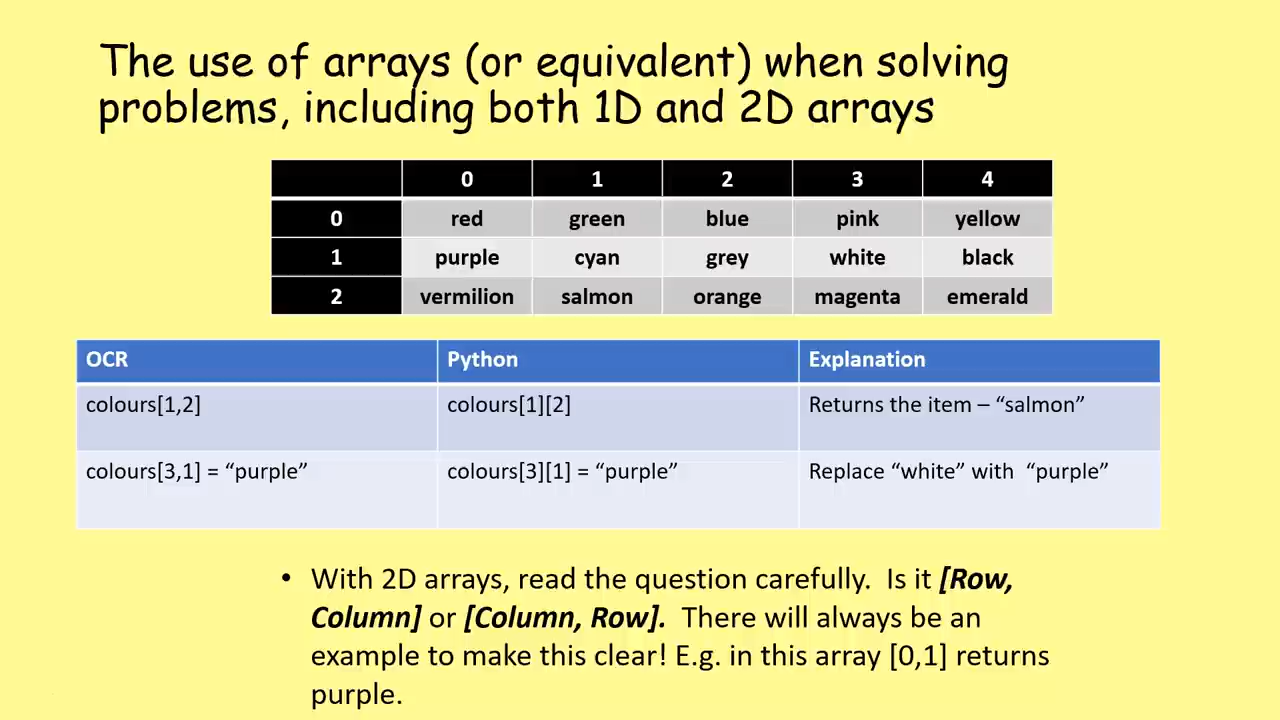 The use of arrays (or equivalent) when solving
problems, including both 1D and 2D arrays
0 1 2 3 4
0 red green blue pink yellow
1 purple cyan grey white black
2 vermilion salmon orange magenta emerald
OCR Python Explanation
colours[1,2] colours[1][2] Returns the item – “salmon”
colours[3,1] = “purple” colours[3][1] = “purple” Replace “white” with “purple”
• With 2D arrays, read the question carefully. Is it [Row,
Column] or [Column, Row]. There will always be an
example to make this clear! E.g. in this array [0,1] returns
purple.